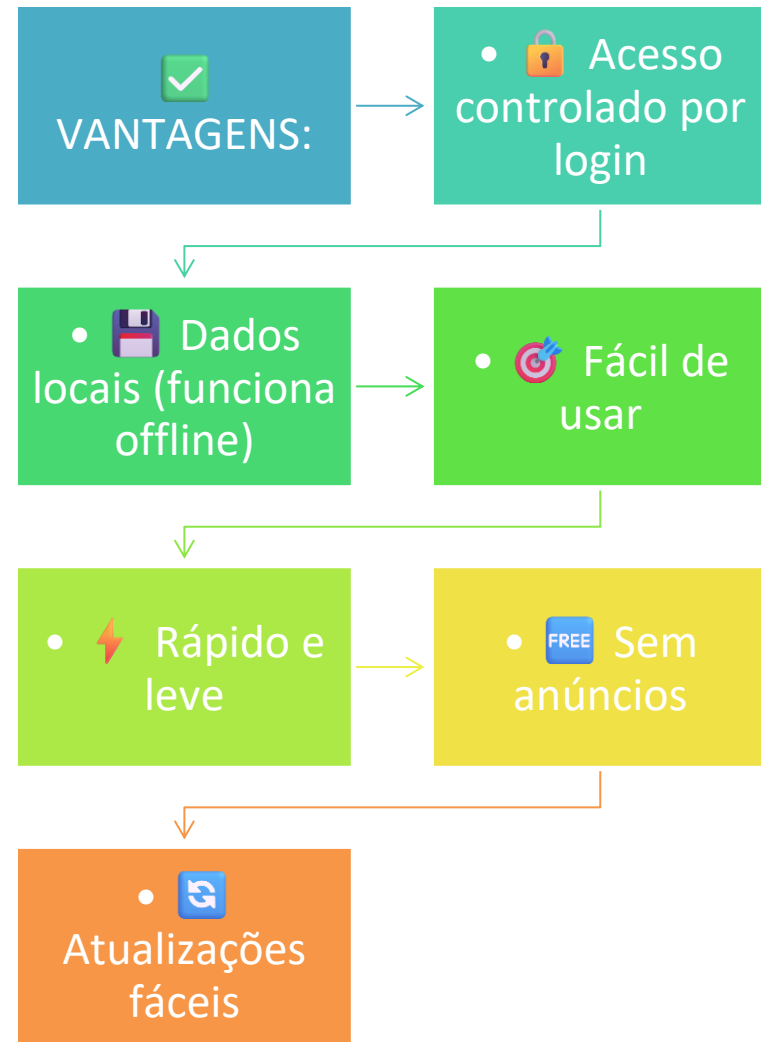 ✅
VANTAGENS:
• 🔒 Acesso
controlado por
login
• 💾 Dados
locais (funciona
offline)
• 🎯 Fácil de
usar
• ⚡ Rápido e
leve
• 🆓 Sem
anúncios
• 🔄
Atualizações
fáceis